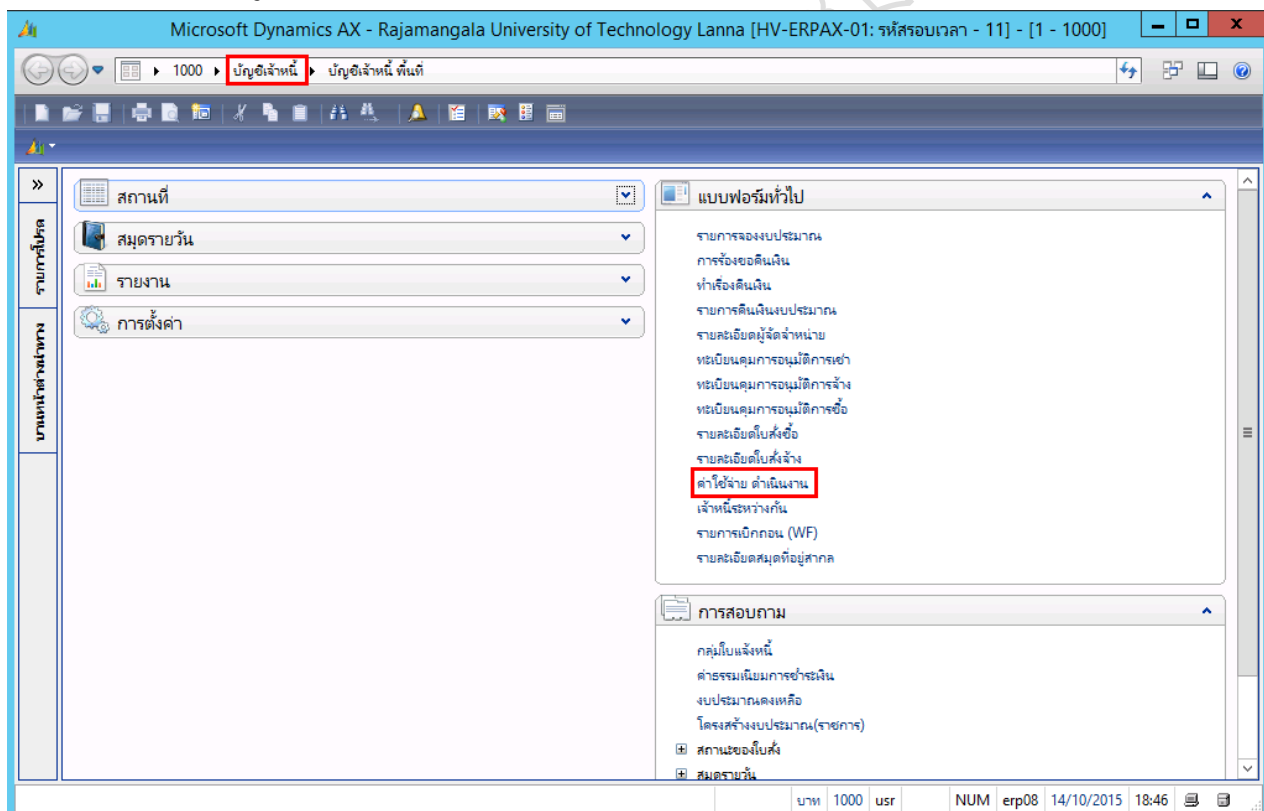 Microsoft Dynamics AX - Rajamangala University of Technology Lanna [HV-ERPAX-01: รหัสรอบเวลา - 11] - [1 - 1000]
1000 บัญชีเจ้าหนี้ บัญชีเจ้าหนี้ พื้นที่
รายการโปรด
บานหน้าต่างนำทาง
สถานที่
สมุดรายวัน
รายงาน
การตั้งค่า
แบบฟอร์มทั่วไป
รายการจองงบประมาณ
การร้องขอคืนเงิน
ทำเรื่องคืนเงิน
รายการคืนเงินงบประมาณ
รายละเอียดผู้จัดจำหน่าย
ทะเบียนคุมการอนุมัติการเช่า
ทะเบียนคุมการอนุมัติการจ้าง
ทะเบียนคุมการอนุมัติการซื้อ
รายละเอียดใบสั่งซื้อ
รายละเอียดใบสั่งจ้าง
ค่าใช้จ่าย ดำเนินงาน
เจ้าหนี้ระหว่างกัน
รายการเบิกถอน (WF)
รายละเอียดสมุดที่อยู่สากล
การสอบถาม
กลุ่มใบแจ้งหนี้
ค่าธรรมเนียมการชำระเงิน
งบประมาณคงเหลือ
โครงสร้างงบประมาณ(ราชการ)
สถานะของใบสั่ง
สมุดรายวัน
บาท 1000 usr NUM erp08 14/10/2015 18:46